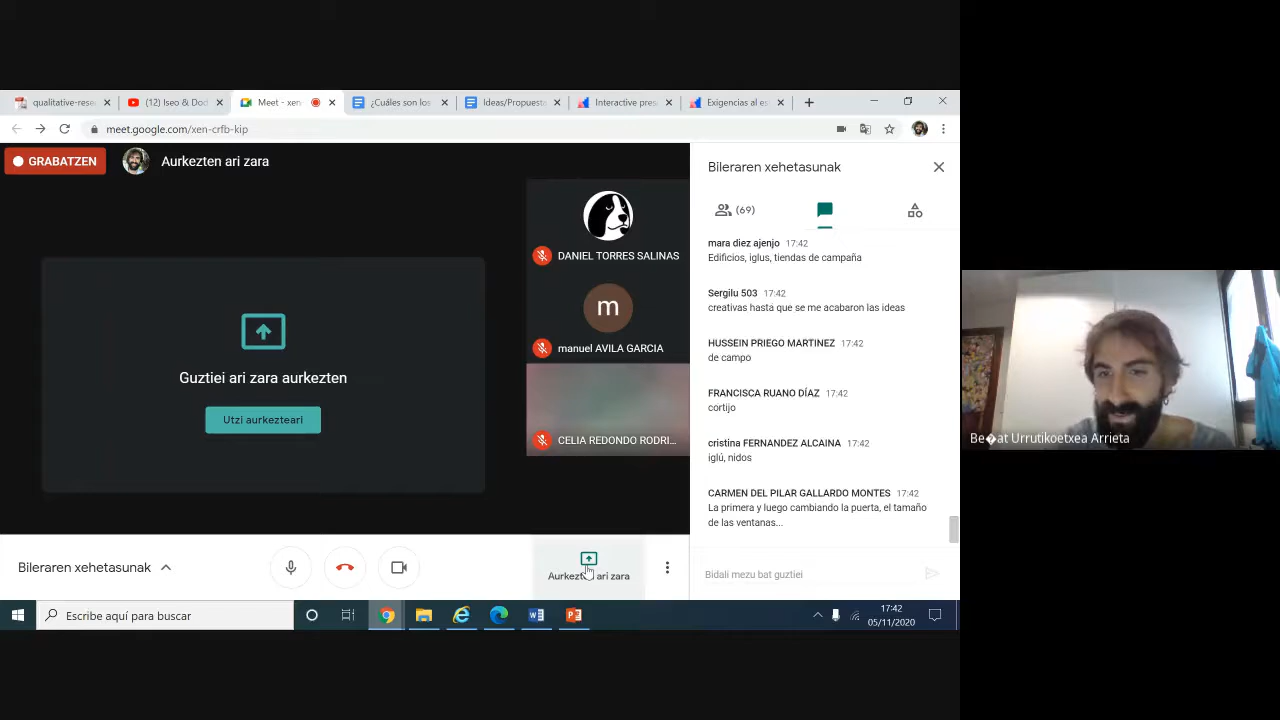 qualitative-rese
(12) Iseo & Dod
Meet - xen
¿Cuáles son los
Ideas/Propuesta
Interactive pres
Exigencias al es
meet.google.com/xen-crfb-kip
GRABATZEN
Aurkezten ari zara
Guztiei ari zara aurkezten
Utzi aurkezteari
DANIEL TORRES SALINAS
m
manuel AVILA GARCIA
CELIA REDONDO RODRI...
Bileraren xehetasunak
(69)
mara diez ajenjo 17:42
Edificios, iglus, tiendas de campaña
Sergilu 503 17:42
creativas hasta que se me acabaron las ideas
HUSSEIN PRIEGO MARTINEZ 17:42
de campo
FRANCISCA RUANO DÍAZ 17:42
cortijo
cristina FERNANDEZ ALCAINA 17:42
iglú, nidos
CARMEN DEL PILAR GALLARDO MONTES 17:42
La primera y luego cambiando la puerta, el tamaño
de las ventanas...
Bidali mezu bat guztiei
Bileraren xehetasunak
Aurkezten ari zara
Escribe aquí para buscar
17:42
05/11/2020
Be�at Urrutikoetxea Arrieta